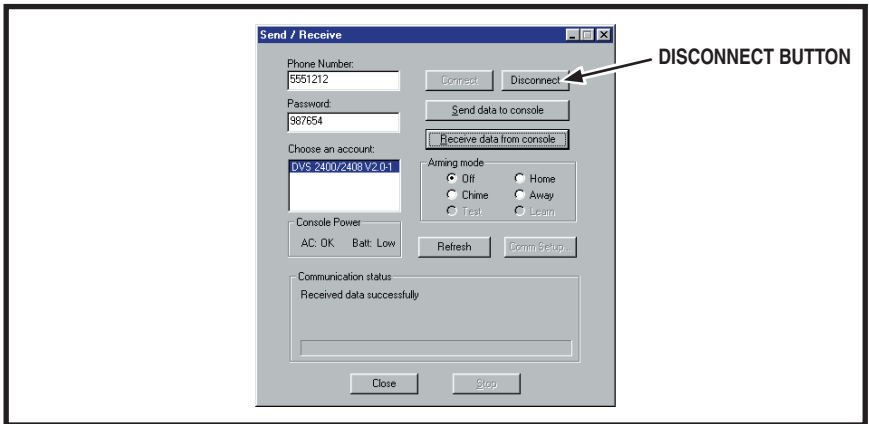 Send / Receive
DISCONNECT BUTTON
Phone Number:
5551212
Connect
Disconnect
Password:
987654
Send data to console
Receive data from console
Choose an account:
DVS 2400/2408 V2.0-1
Arming mode
Off
Home
Chime
Away
Test
Learn
Console Power
AC: OK Batt: Low
Refresh
Comm Setup...
Communication status
Received data successfully
Close
Stop